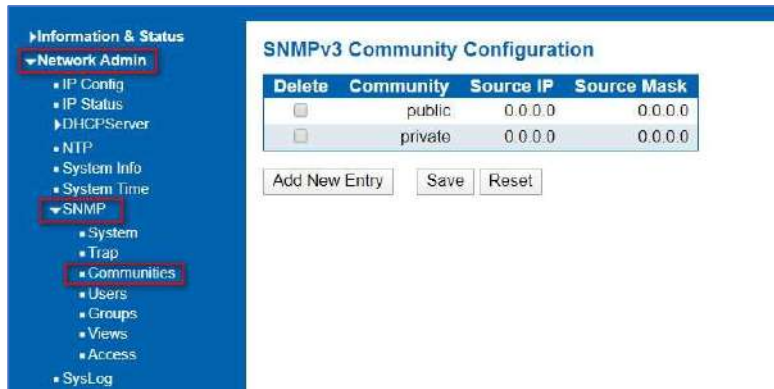 Information & Status
Network Admin
IP Config
IP Status
DHCPServer
NTP
System Info
System Time
SNMP
System
Trap
Communities
Users
Groups
Views
Access
SysLog
SNMPv3 Community Configuration
Delete Community Source IP Source Mask
public 0.0.0.0 0.0.0.0
private 0.0.0.0 0.0.0.0
Add New Entry Save Reset